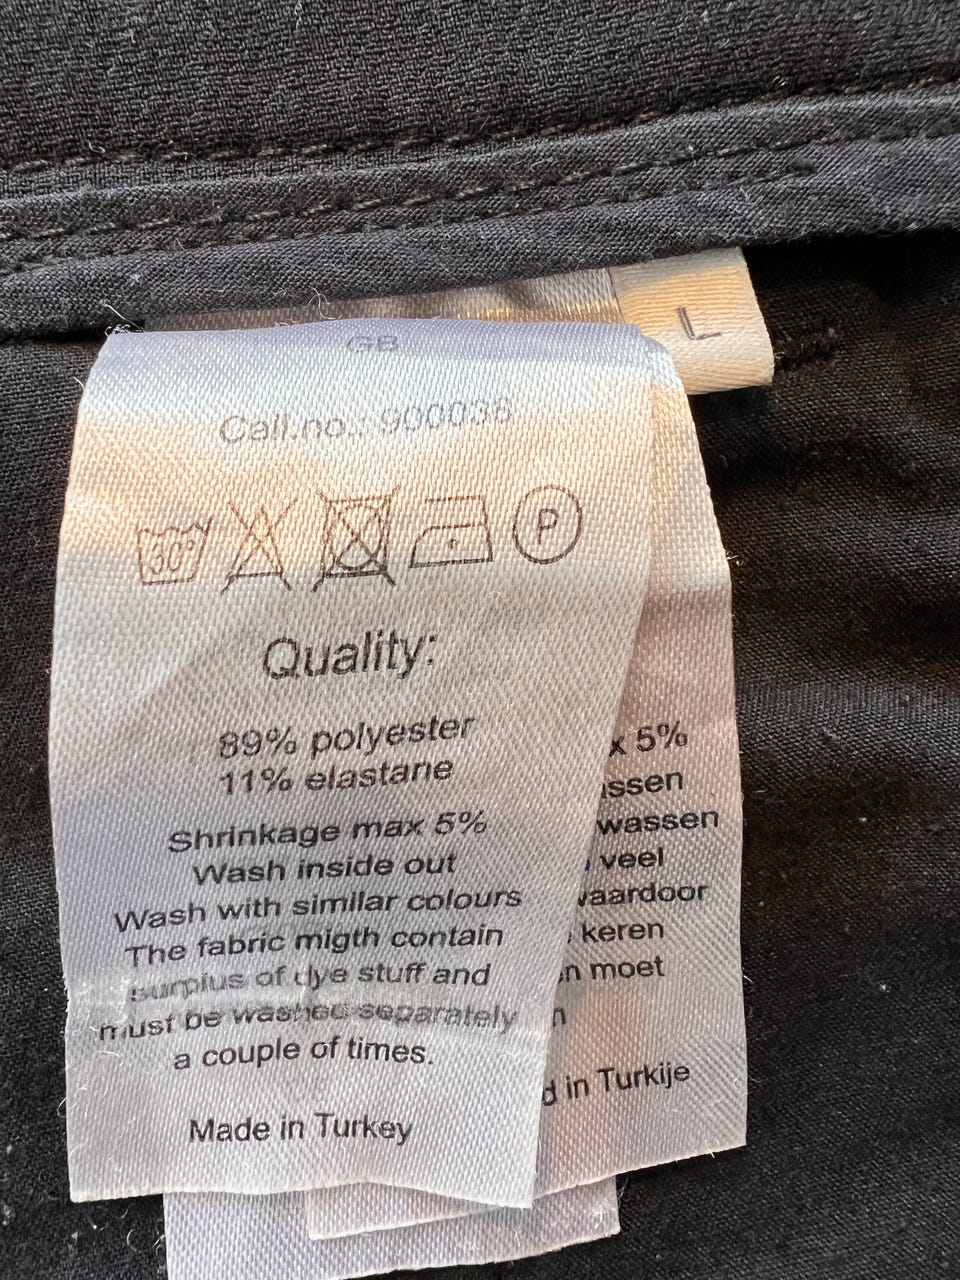 L
GB
Call.no.: 900036
30°
P
Quality:
89% polyester
11% elastane
Shrinkage max 5%
Wash inside out
Wash with similar colours
The fabric migth contain
surplus of dye stuff and
must be washed separately
a couple of times.
Made in Turkey
x 5%
wassen
veel
waardoor
keren
moet
in Turkije